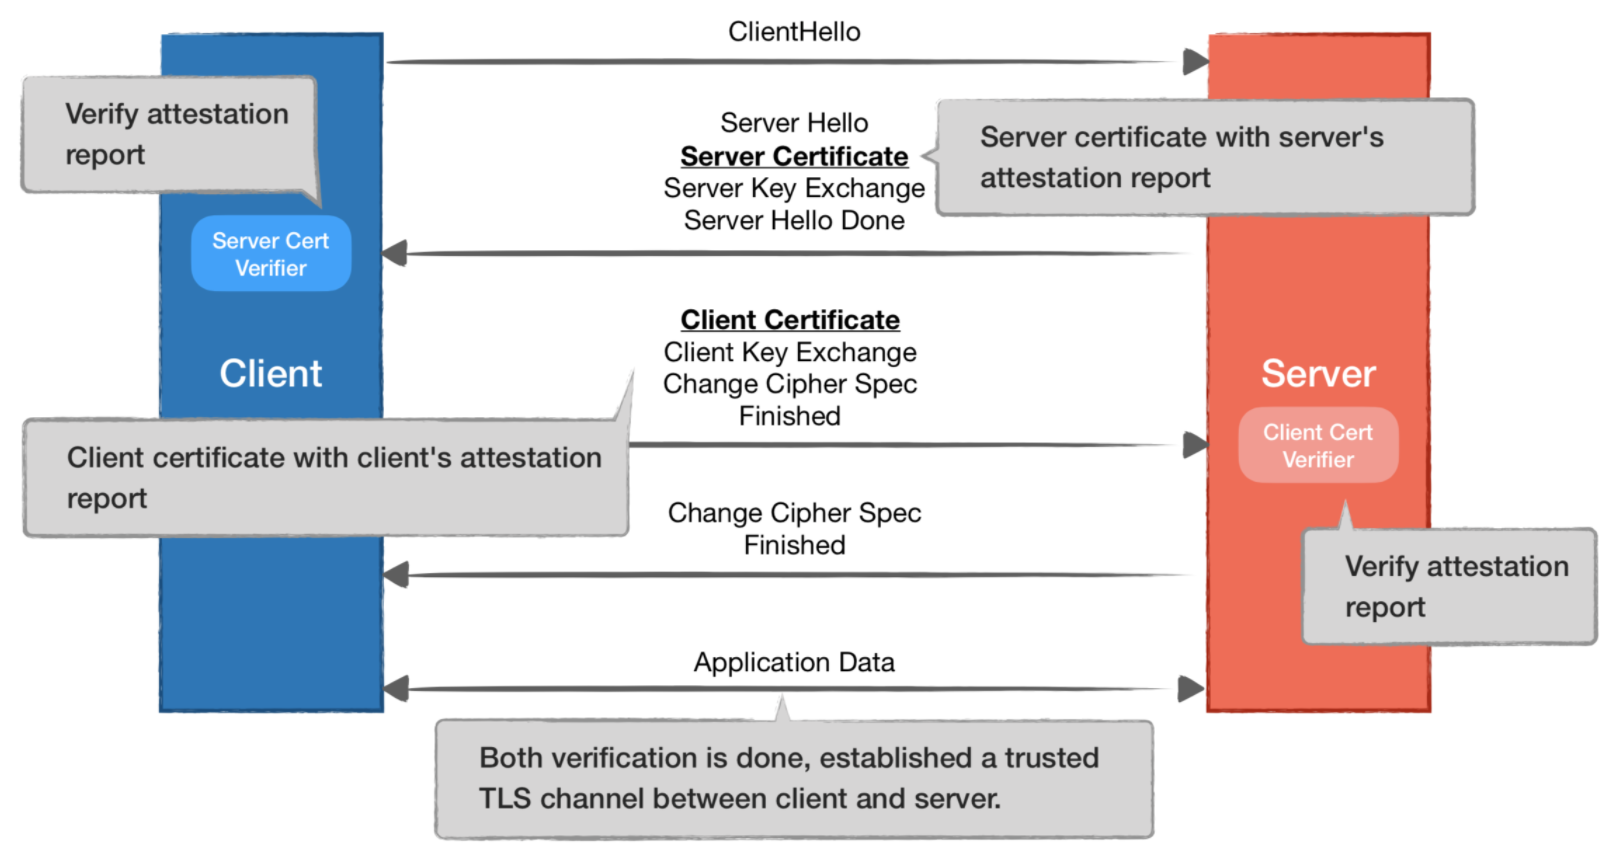 ClientHello
Verify attestation
report
Server Hello
Server Certificate
Server Key Exchange
Server Hello Done
Server certificate with server's
attestation report
Server Cert
Verifier
Client Certificate
Client Key Exchange
Change Cipher Spec
Finished
Client
Server
Client Cert
Verifier
Client certificate with client's attestation
report
Change Cipher Spec
Finished
Verify attestation
report
Application Data
Both verification is done, established a trusted
TLS channel between client and server.